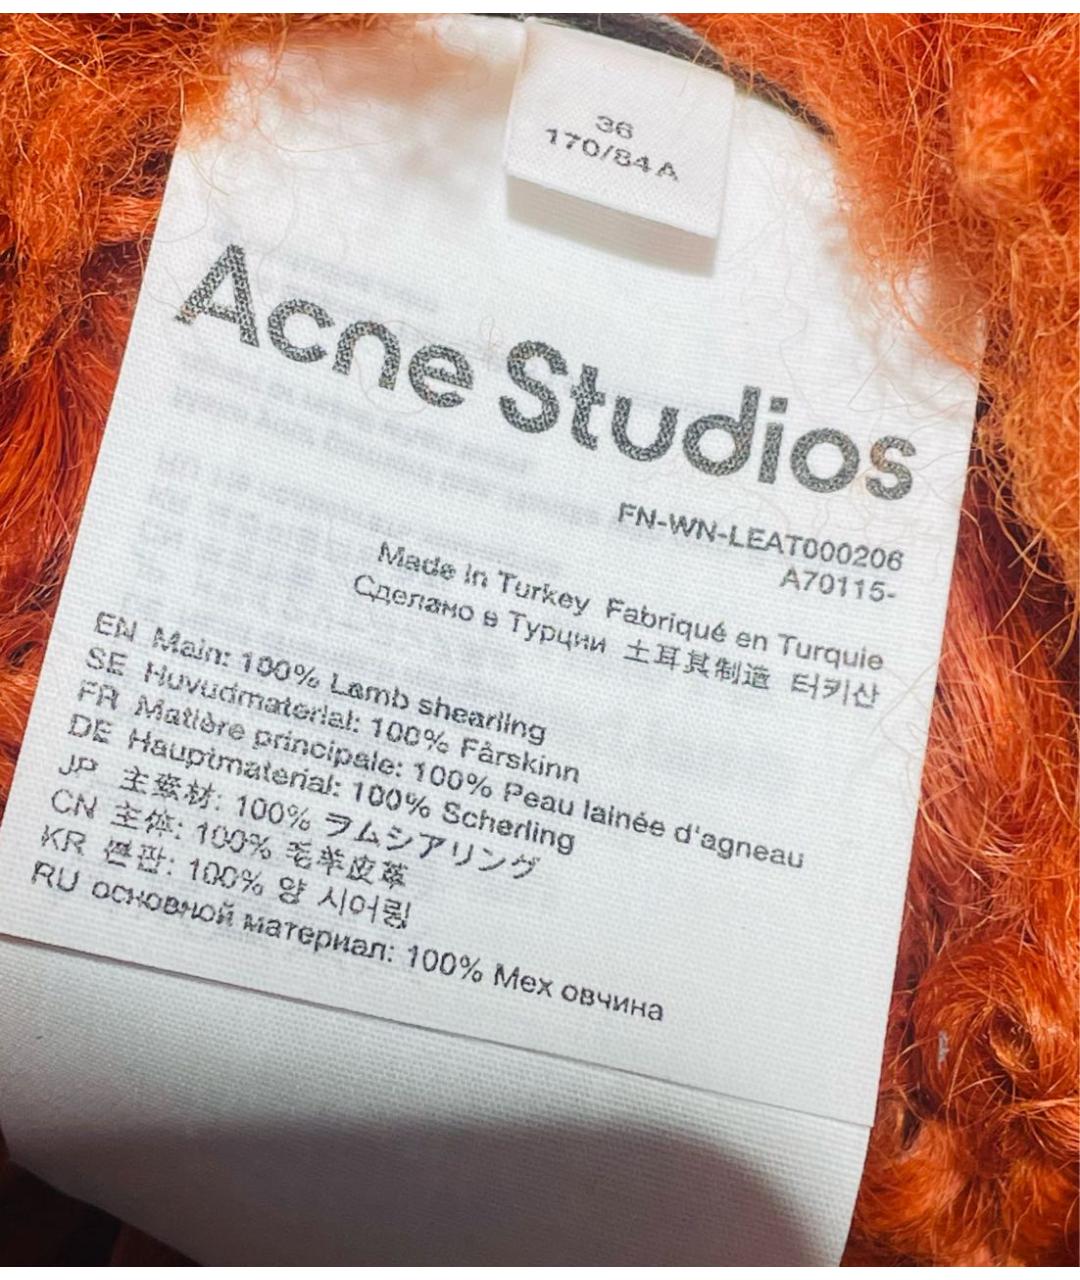 36
170/84A
Acne Studios
FN-WN-LEAT000206
A70115-
Made in Turkey Fabriqué en Turquie
Сделано в Турции 土耳其制造 터키산
EN Main: 100% Lamb shearling
SE Huvudmaterial: 100% Fårskinn
FR Matière principale: 100% Peau lainée d'agneau
DE Hauptmaterial: 100% Scherling
JP 主素材: 100% ラムシアリング
CN 主体: 100% 毛羊皮革
KR 본판: 100% 양 시어링
RU основной материал: 100% Мех овчина